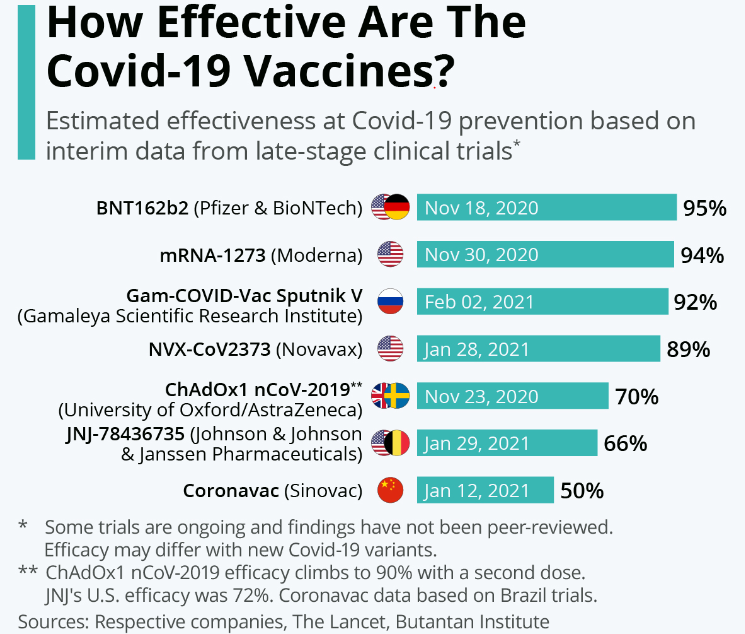 How Effective Are The
Covid-19 Vaccines?
Estimated effectiveness at Covid-19 prevention based on
interim data from late-stage clinical trials*
BNT162b2 (Pfizer & BioNTech) Nov 18, 2020 95%
mRNA-1273 (Moderna) Nov 30, 2020 94%
Gam-COVID-Vac Sputnik V
(Gamaleya Scientific Research Institute) Feb 02, 2021 92%
NVX-CoV2373 (Novavax) Jan 28, 2021 89%
ChAdOx1 nCoV-2019**
(University of Oxford/AstraZeneca) Nov 23, 2020 70%
JNJ-78436735 (Johnson & Johnson
& Janssen Pharmaceuticals) Jan 29, 2021 66%
Coronavac (Sinovac) Jan 12, 2021 50%
* Some trials are ongoing and findings have not been peer-reviewed.
Efficacy may differ with new Covid-19 variants.
** ChAdOx1 nCoV-2019 efficacy climbs to 90% with a second dose.
JNJ's U.S. efficacy was 72%. Coronavac data based on Brazil trials.
Sources: Respective companies, The Lancet, Butantan Institute